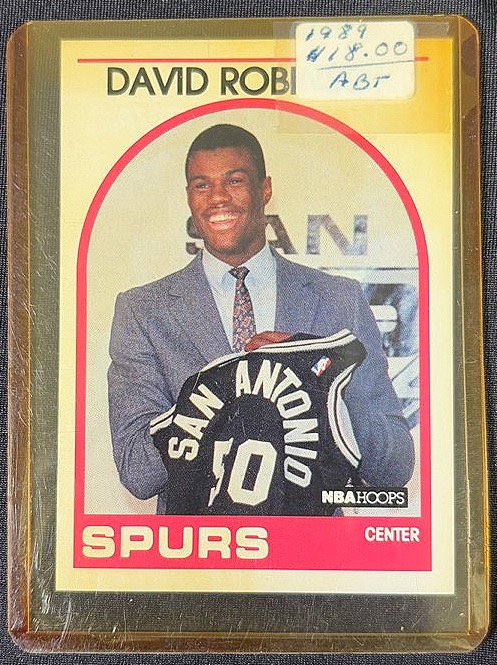 1989
$18.00
ABT
DAVID ROB
SAN
SAN ANTONIO
50
NBA HOOPS
SPURS
CENTER